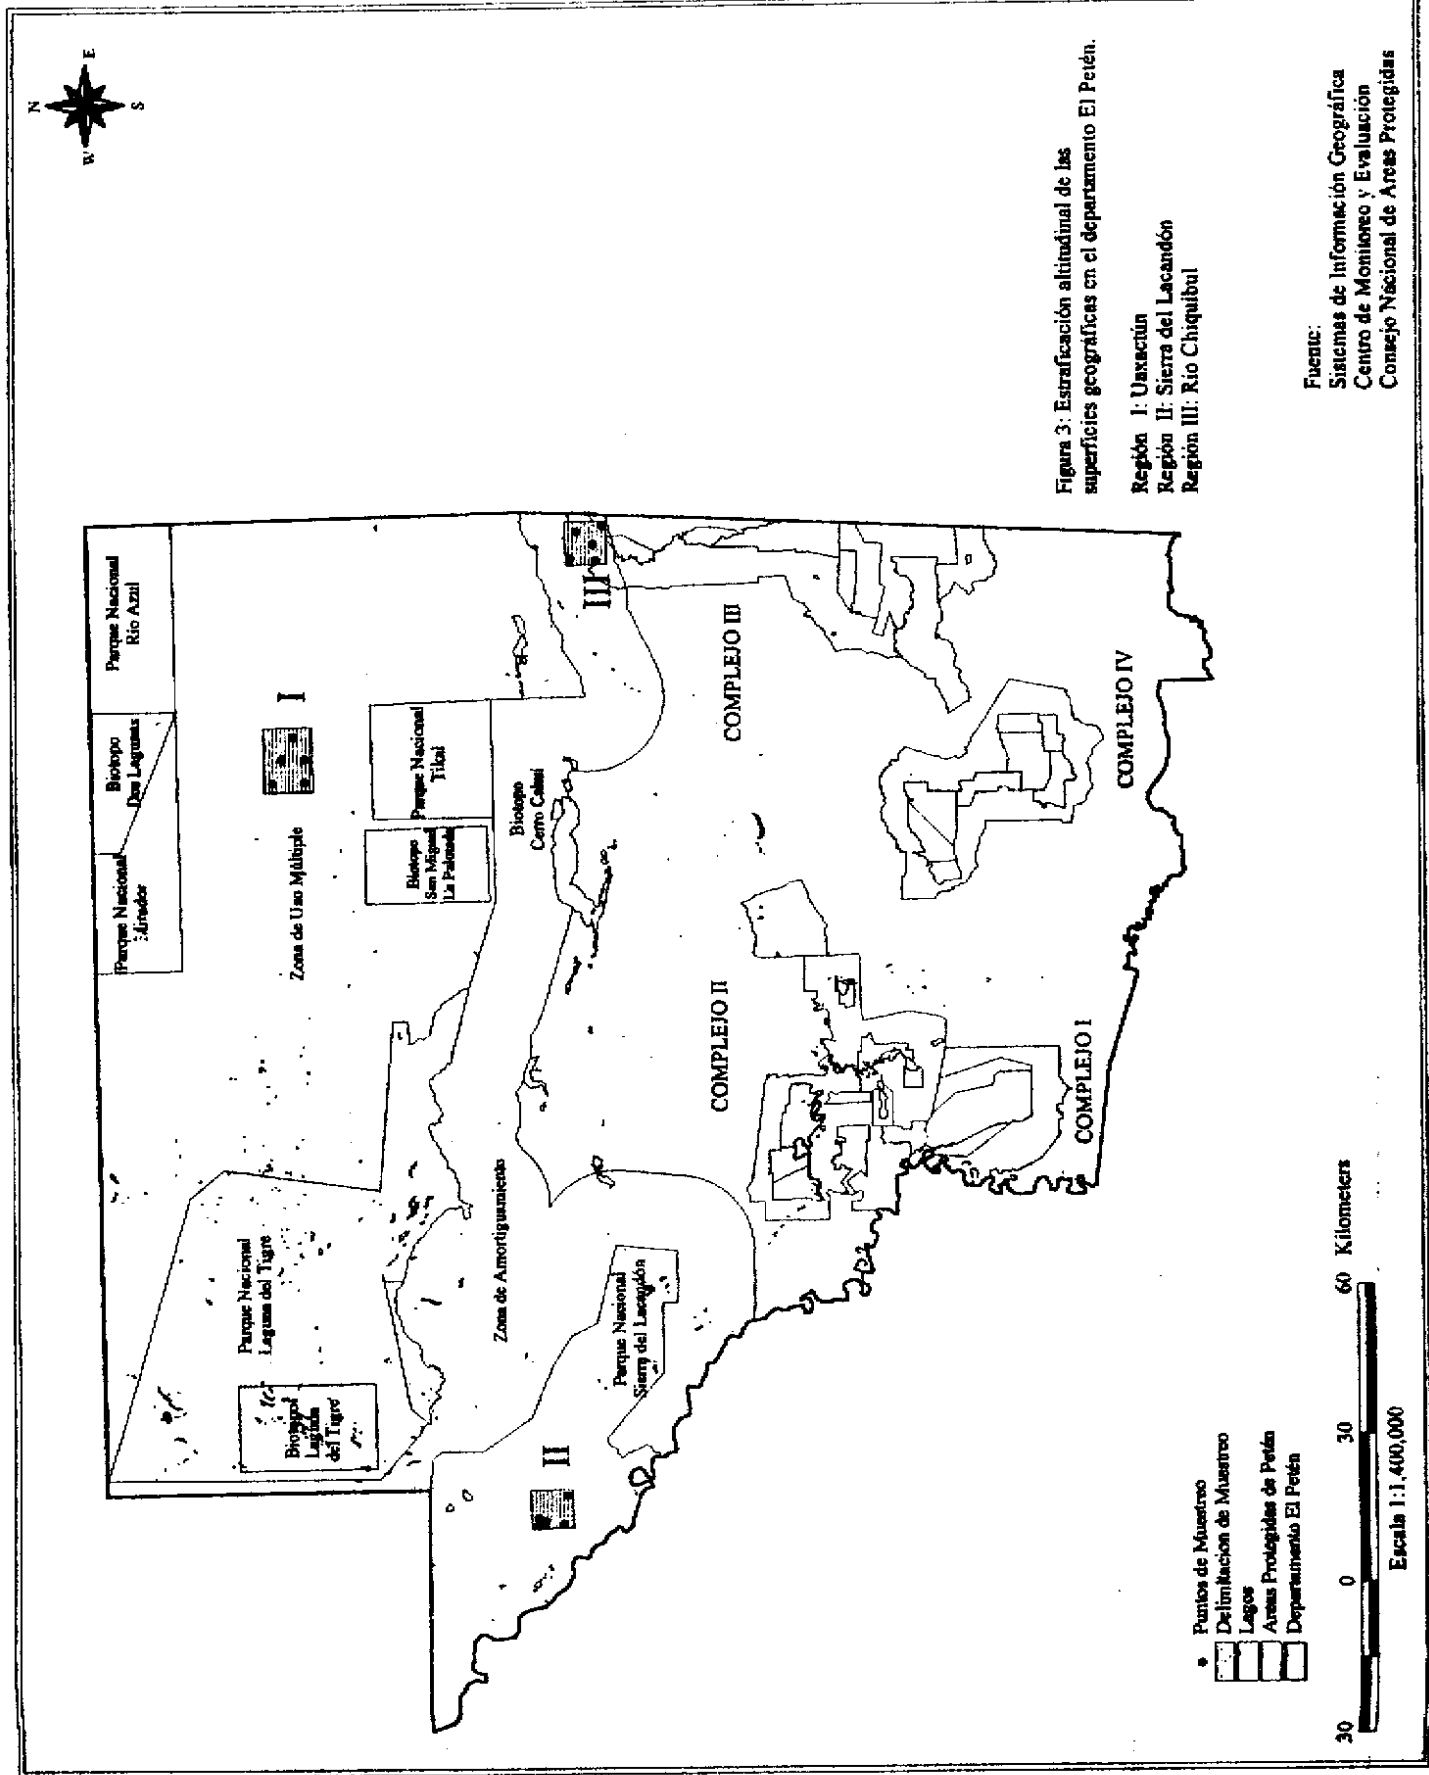 N
W
E
S
Parque Nacional
Mirador
Biotopo
Dos Lagunas
Parque Nacional
Rio Azul
Parque Nacional
Laguna del Tigre
Biotopo
Laguna
del Tigre
Zona de Uso Múltiple
I
Biotopo
San Miguel
La Palotada
Parque Nacional
Tikal
Zona de Amortiguamiento
Biotopo
Cerro Cahuí
II
III
Parque Nacional
Sierra del Lacandón
COMPLEJO II
COMPLEJO III
COMPLEJO I
COMPLEJO IV
Figura 3: Estraficación altitudinal de las
superficies geográficas en el departamento El Petén.
Región I: Uaxactún
Región II: Sierra del Lacandón
Región III: Rio Chiquibul
Puntos de Muestreo
Delimitacion de Muestreo
Lagos
Areas Protegidas de Petén
Departamento El Petén
30 0 30 60 Kilometers
Escala 1:1,400,000
Fuente:
Sistemas de Información Geográfica
Centro de Monitoreo y Evaluación
Consejo Nacional de Areas Protegidas